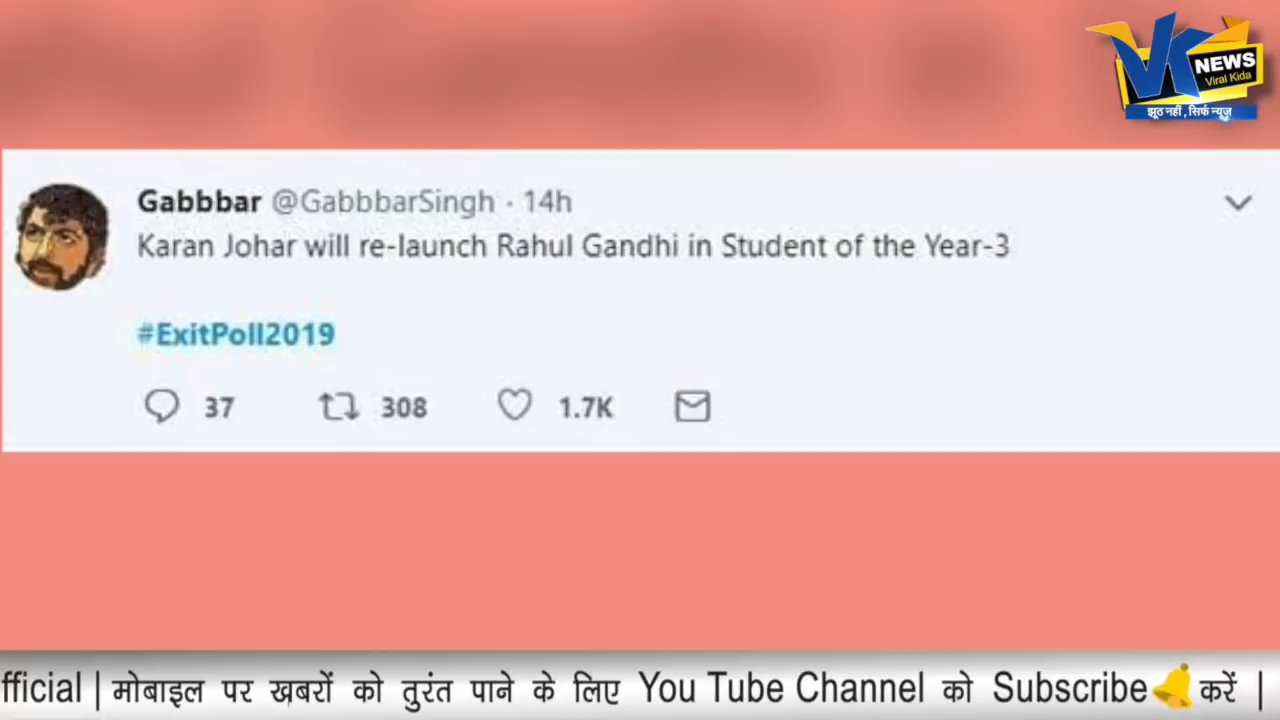 VK NEWS
Viral Kida
झूठ नहीं, सिर्फ न्यूज़
Gabbbar @GabbbarSingh · 14h
Karan Johar will re-launch Rahul Gandhi in Student of the Year-3
#ExitPoll2019
37 308 1.7K
fficial | मोबाइल पर ख़बरों को तुरंत पाने के लिए You Tube Channel को Subscribe🔔करें |